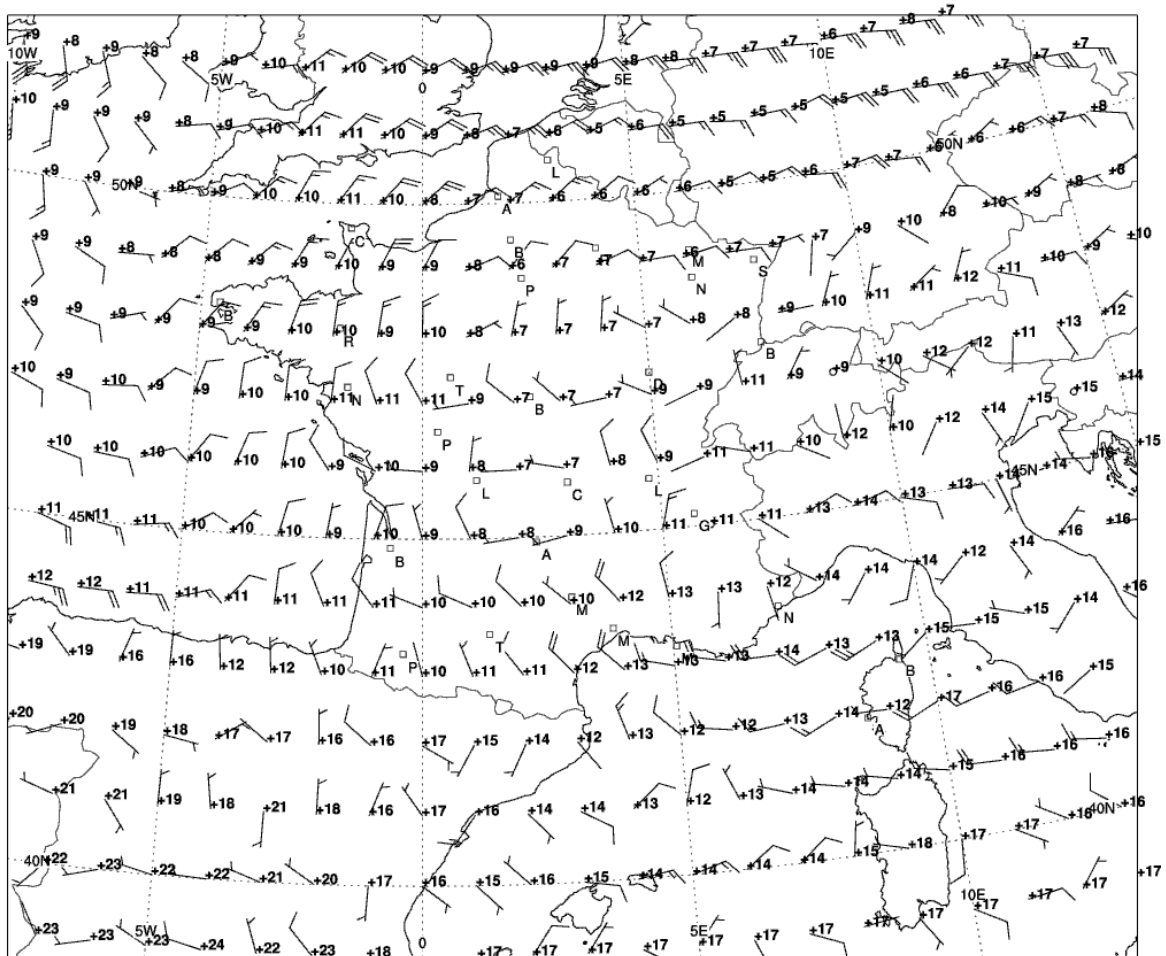 +9 +8 +9 +8 +8 +9 +10 +11 +10 +10 +9 +9 +9 +9 +9 +8 +8 +7 +7 +7 +6 +7 +8 +7
10W 5W 0 5E 10E +7 +7
+10 +9 +9 +9 +8 +9 +10 +11 +11 +10 +9 +8 +7 +6 +5 +6 +5 +5 +5 +5 +5 +6 +6 +7
50N +6 +6 +7 +8
L
+9 +9 +9 +8 +9 +10 +10 +11 +10 +8 +7 +7 +6 +6 +6 +6 +5 +5 +6 +7 +7
50N A
+9 +9 +8 +8 +8 +9 +9 +10 +9 +9 +8 +6 +7 +7 +7 +6 +7 +7 +7 +9 +10 +8 +10 +9 +8 +8
C B M S +9 +10
P N
+9 +9 +9 +9 +9 +9 +10 +10 +9 +10 +8 +7 +7 +7 +7 +8 +8 +9 +10 +11 +11 +12 +11 +10
B R B +12
+10 +9 +10 +9 +9 +10 +10 +11 +11 +11 +9 +7 +7 +7 +9 +9 +11 +9 +9 +10 +12 +12 +11 +13
N T B D +14
P
+10 +10 +10 +10 +10 +10 +9 +10 +9 +8 +7 +7 +8 +9 +11 +11 +10 +12 +10 +12 +14 +15 +15
L C L 45N +15
+11 +11 +11 +10 +10 +10 +9 +10 +9 +8 +8 +9 +10 +11 +11 +11 +13 +14 +13 +13 +14 +14 +16
45N B A G +16 +16
+12 +12 +11 +11 +11 +11 +11 +11 +10 +10 +10 +10 +12 +13 +13 +12 +14 +14 +14 +12 +14
M N +16
+19 +19 +16 +16 +12 +12 +10 +11 +10 +11 +11 +12 +13 +13 +13 +14 +13 +13 +15 +15 +15 +14
P T M M B
+20 +20 +19 +18 +17 +17 +16 +16 +17 +15 +14 +12 +13 +12 +12 +13 +14 +12 +17 +16 +16 +15
A
+21 +21 +19 +18 +21 +18 +16 +17 +16 +14 +14 +13 +12 +13 +14 +14 +14 +15 +16 +16 +16
40N +22 +23 +22 +22 +21 +20 +17 +16 +15 +16 +15 +14 +14 +14 +14 +15 +18 +17 +17 +16 40N +16
+23 +23 +23 +24 +22 +23 +18 +17 +17 +17 +17 +17 +17 +17 +17 +17 +17 +17
5W 0 5E 10E